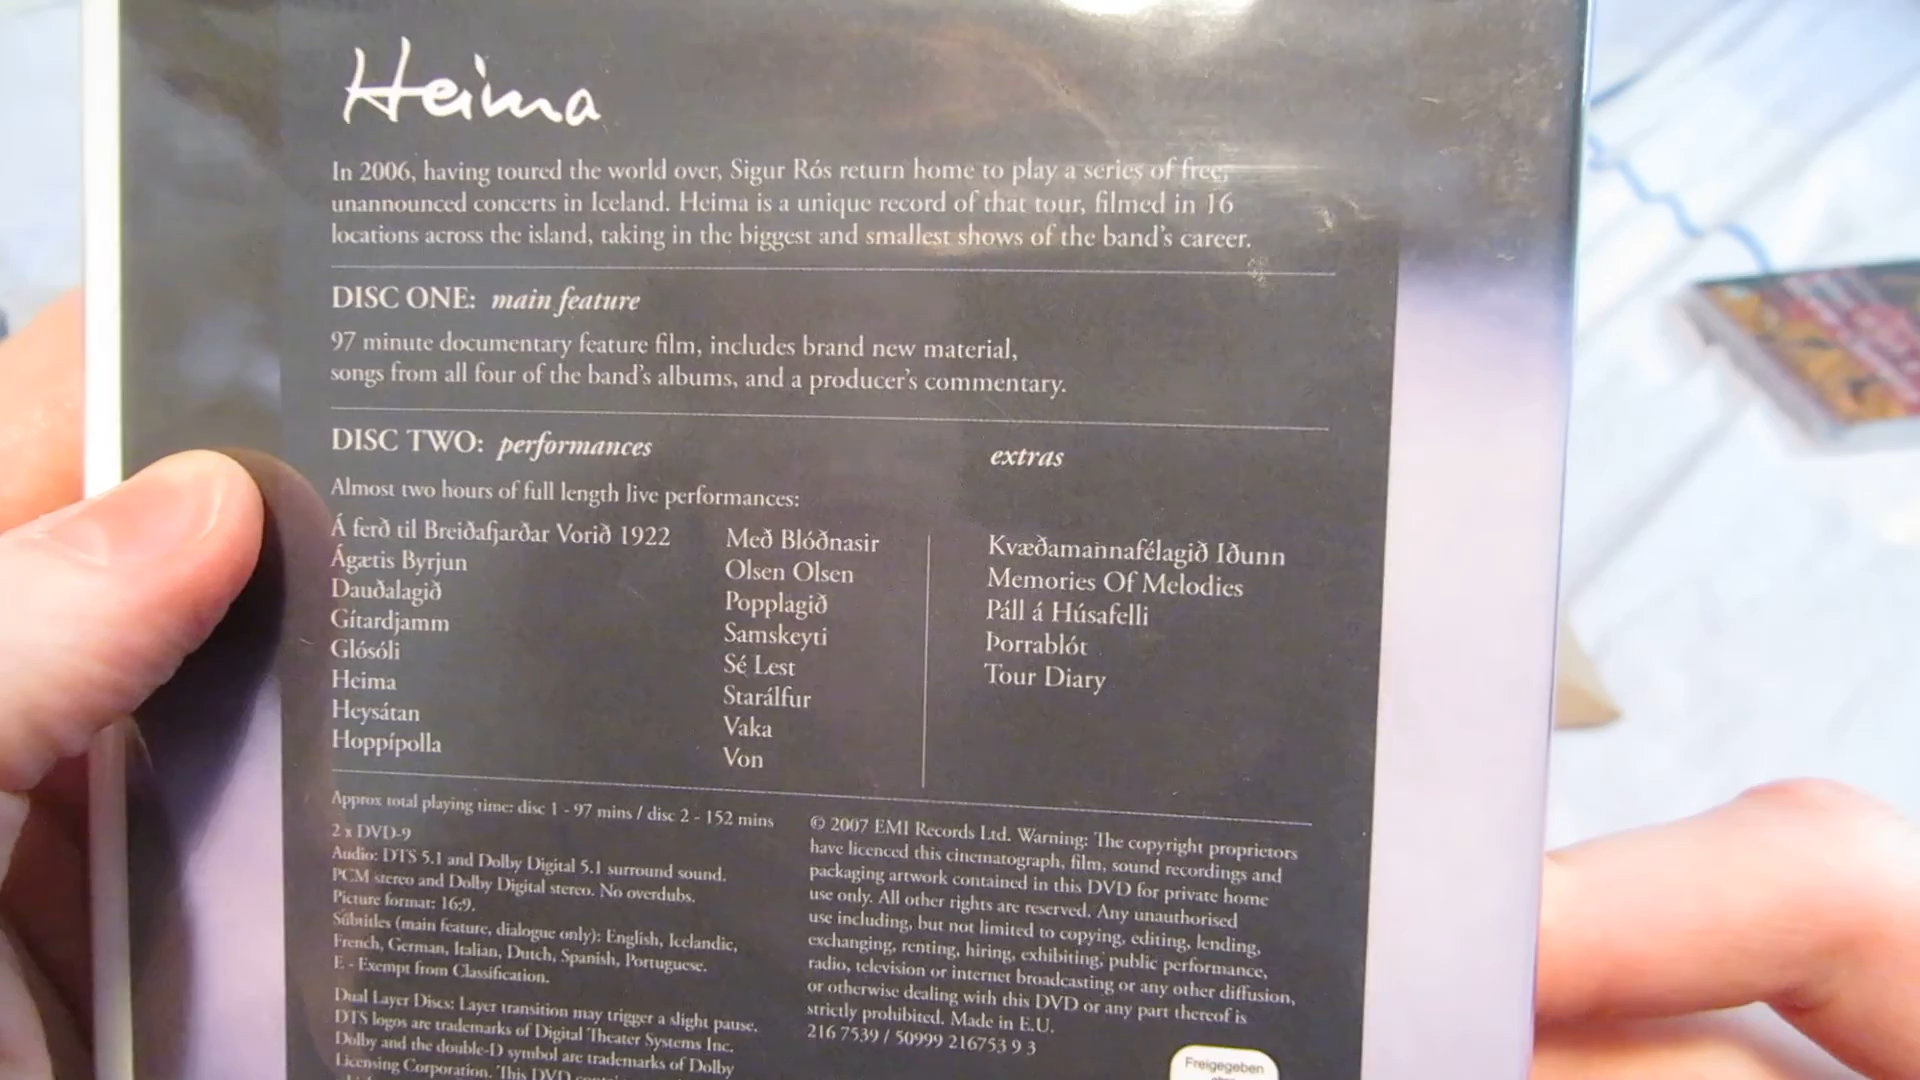 Heima
In 2006, having toured the world over, Sigur Rós return home to play a series of free,
unannounced concerts in Iceland. Heima is a unique record of that tour, filmed in 16
locations across the island, taking in the biggest and smallest shows of the band's career.
DISC ONE: main feature
97 minute documentary feature film, includes brand new material,
songs from all four of the band's albums, and a producer's commentary.
DISC TWO: performances
Almost two hours of full length live performances:
Á ferð til Breiðafjarðar Vorið 1922
Ágætis Byrjun
Dauðalagið
Gítardjamm
Glósóli
Heima
Heysátan
Hoppípolla
Með Blóðnasir
Olsen Olsen
Popplagið
Samskeyti
Sé Lest
Starálfur
Vaka
Von
extras
Kvæðamannafélagið Iðunn
Memories Of Melodies
Páll á Húsafelli
Þorrablót
Tour Diary
Approx total playing time: disc 1 - 97 mins / disc 2 - 152 mins
2 x DVD-9
Audio: DTS 5.1 and Dolby Digital 5.1 surround sound.
PCM stereo and Dolby Digital stereo. No overdubs.
Picture format: 16:9.
Subtitles (main feature, dialogue only): English, Icelandic,
French, German, Italian, Dutch, Spanish, Portuguese.
E - Exempt from Classification.
Dual Layer Discs: Layer transition may trigger a slight pause.
DTS logos are trademarks of Digital Theater Systems Inc.
Dolby and the double-D symbol are trademarks of Dolby
Licensing Corporation. This DVD
© 2007 EMI Records Ltd. Warning: The copyright proprietors
have licenced this cinematograph, film, sound recordings and
packaging artwork contained in this DVD for private home
use only. All other rights are reserved. Any unauthorised
use including, but not limited to copying, editing, lending,
exchanging, renting, hiring, exhibiting, public performance,
radio, television or internet broadcasting or any other diffusion,
or otherwise dealing with this DVD or any part thereof is
strictly prohibited. Made in E.U.
216 7539 / 50999 216753 9 3
Freigegeben